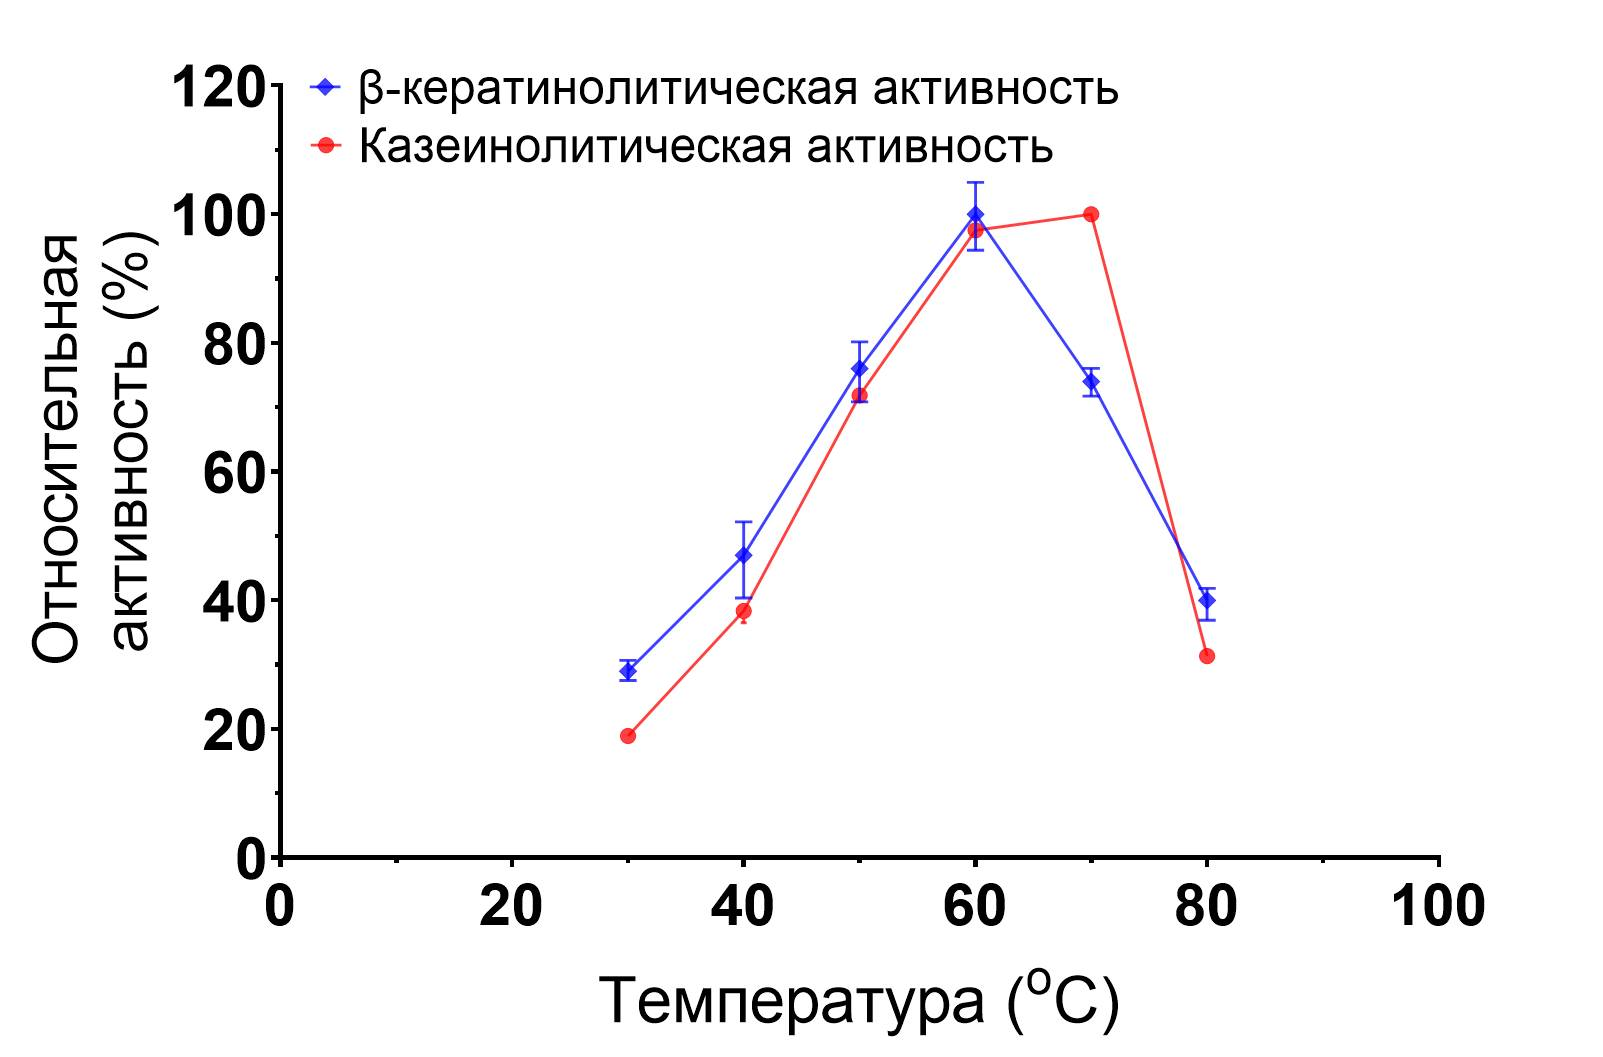 β-кератинолитическая активность
Казеинолитическая активность
Относительная
активность (%)
120
100
80
60
40
20
0
0 20 40 60 80 100
Температура (°C)